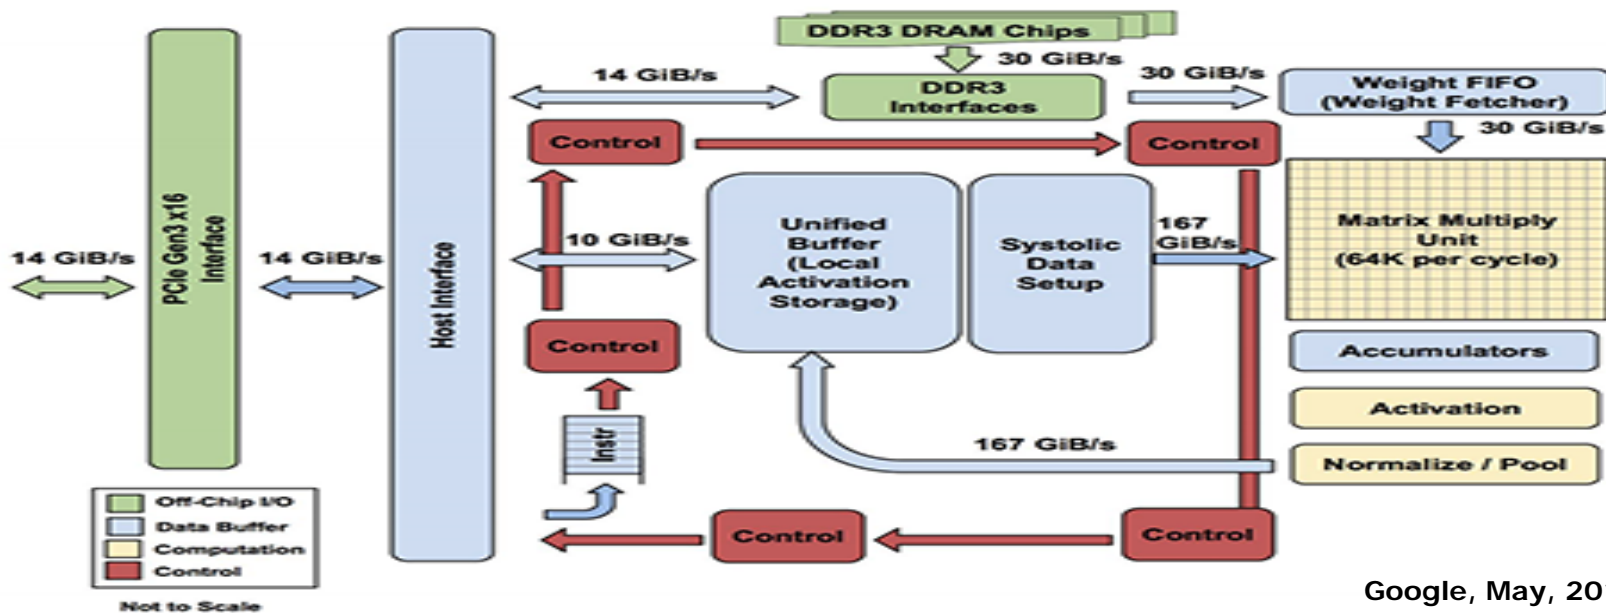 DDR3 DRAM Chips
30 GiB/s
14 GiB/s
DDR3
Interfaces
30 GiB/s
Weight FIFO
(Weight Fetcher)
30 GiB/s
Control
Control
PCIe Gen3 x16
Interface
Host Interface
14 GiB/s
14 GiB/s
10 GiB/s
Unified
Buffer
(Local
Activation
Storage)
Systolic
Data
Setup
167
GiB/s
Matrix Multiply
Unit
(64K per cycle)
Control
Accumulators
Activation
Instr
167 GiB/s
Normalize / Pool
Control
Control
Off-Chip I/O
Data Buffer
Computation
Control
Not to Scale
Google, May, 20